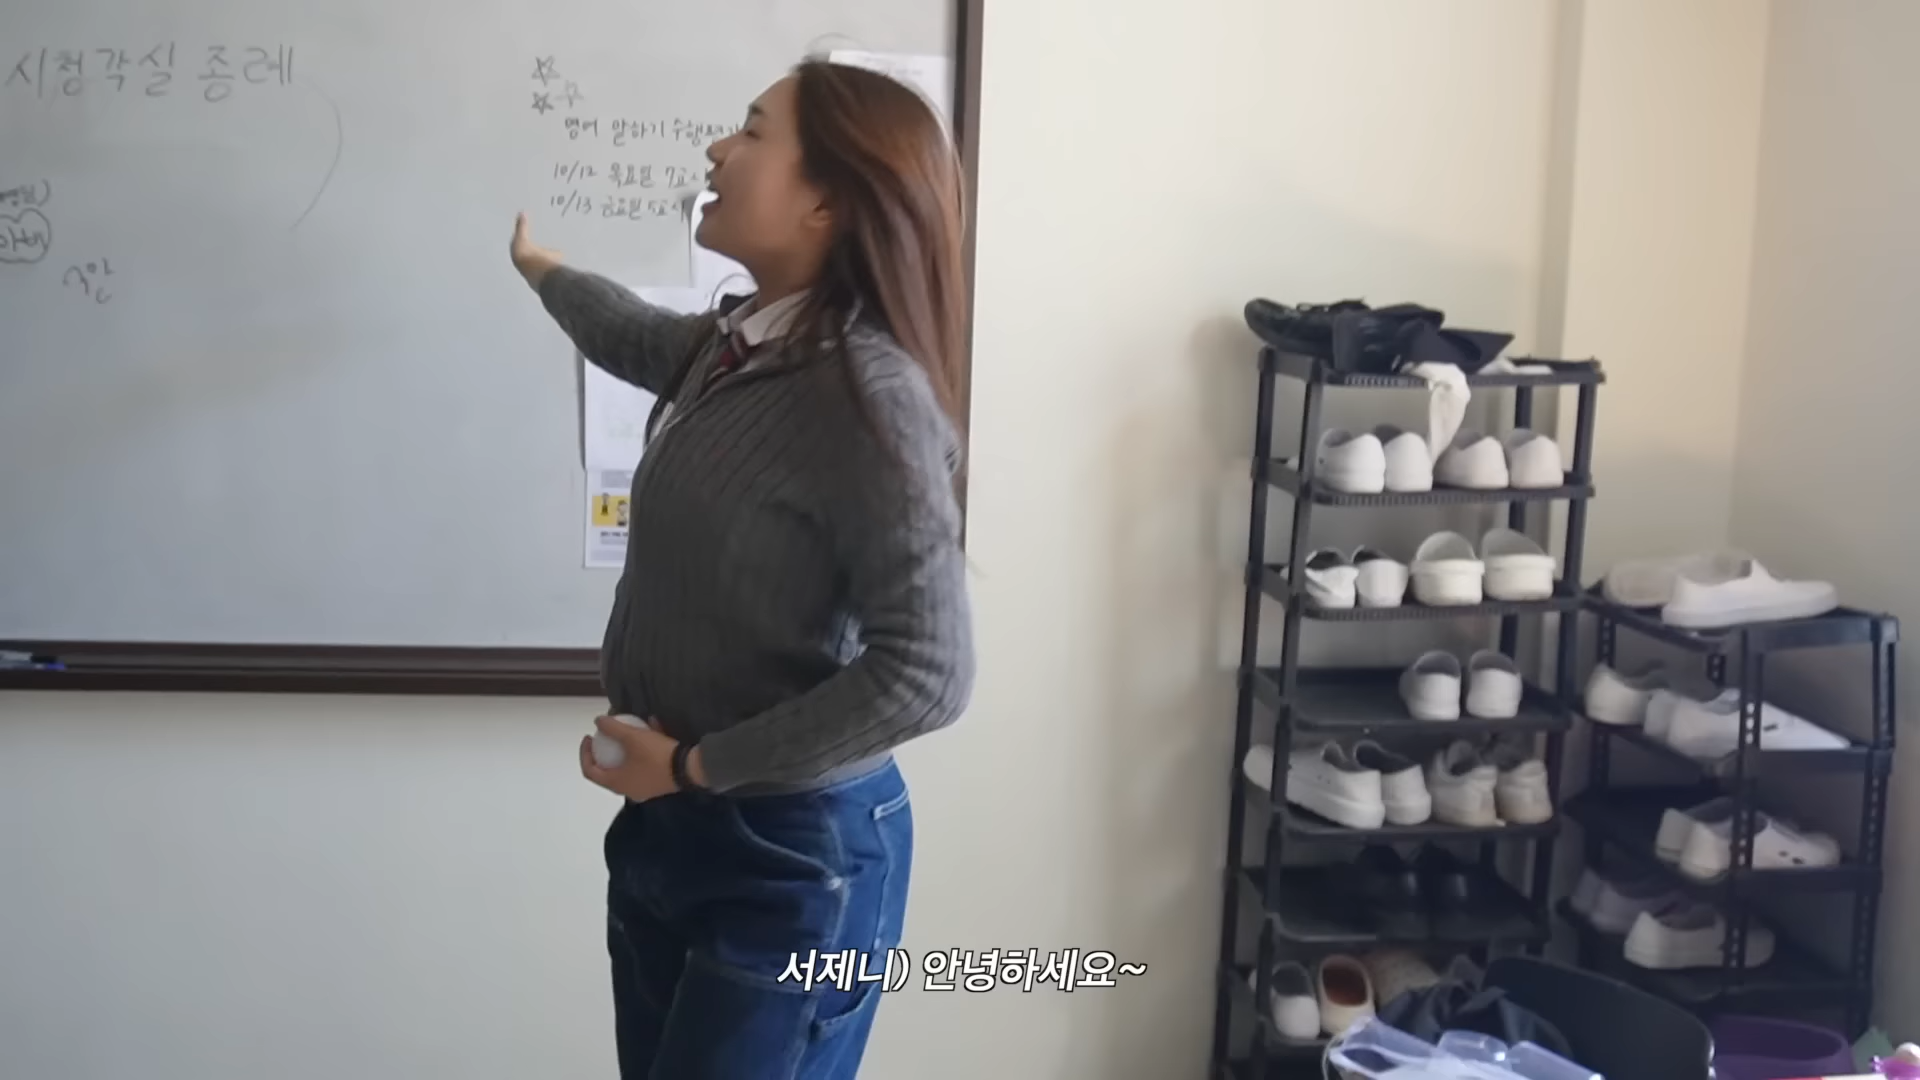 시청각실 종례
영어 말하기 수행평가
10/12 목요일 7교시
10/13 금요일 5교시
서제니) 안녕하세요~